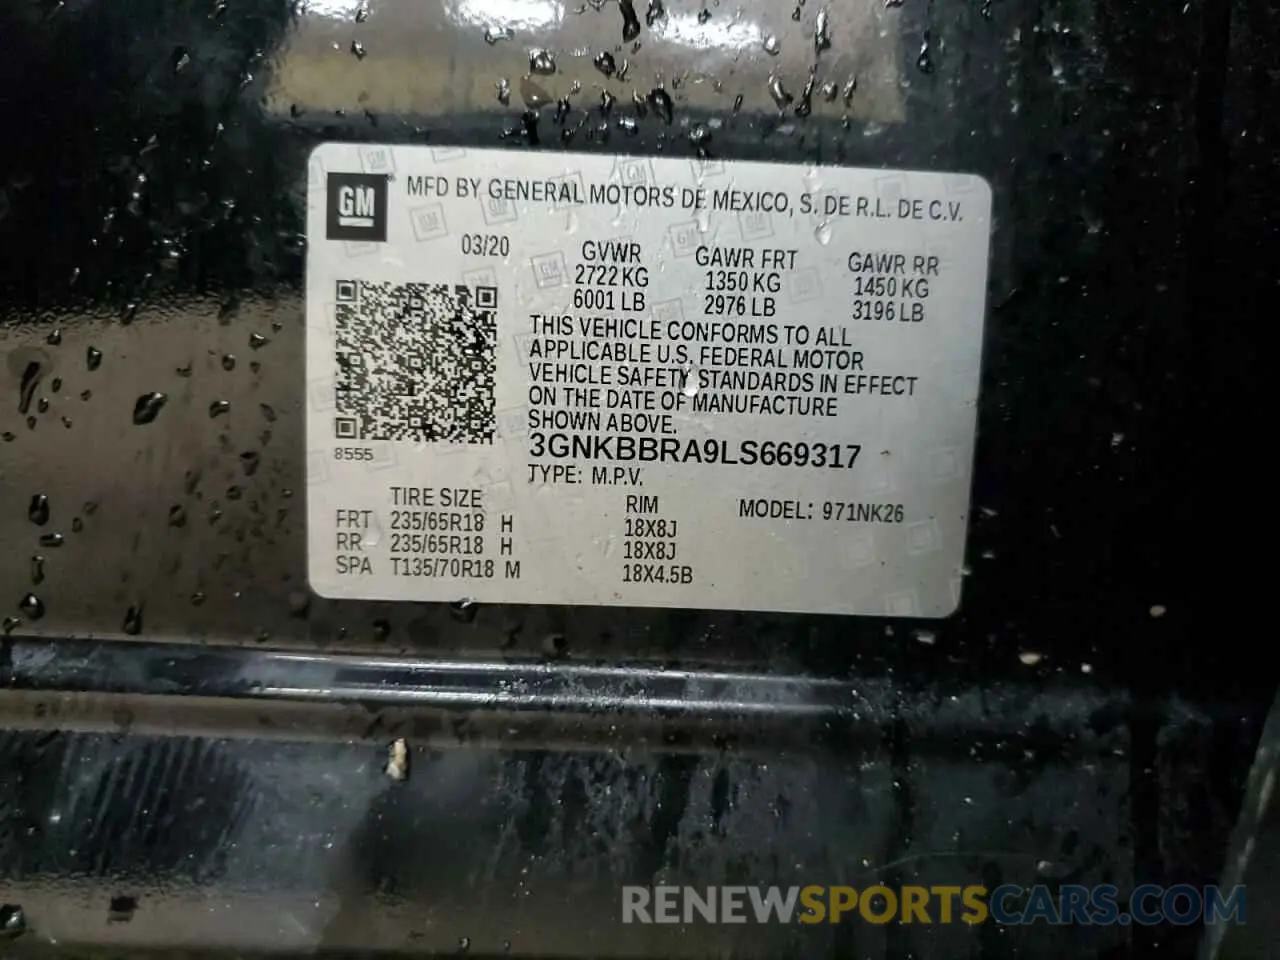 GM
MFD BY GENERAL MOTORS DE MEXICO, S. DE R.L. DE C.V.
03/20 GVWR GAWR FRT GAWR RR
2722 KG 1350 KG 1450 KG
6001 LB 2976 LB 3196 LB
THIS VEHICLE CONFORMS TO ALL
APPLICABLE U.S. FEDERAL MOTOR
VEHICLE SAFETY STANDARDS IN EFFECT
ON THE DATE OF MANUFACTURE
SHOWN ABOVE.
3GNKBBRA9LS669317
8555
TYPE: M.P.V.
TIRE SIZE RIM MODEL: 971NK26
FRT 235/65R18 H 18X8J
RR 235/65R18 H 18X8J
SPA T135/70R18 M 18X4.5B
RENEWSPORTSCARS.COM